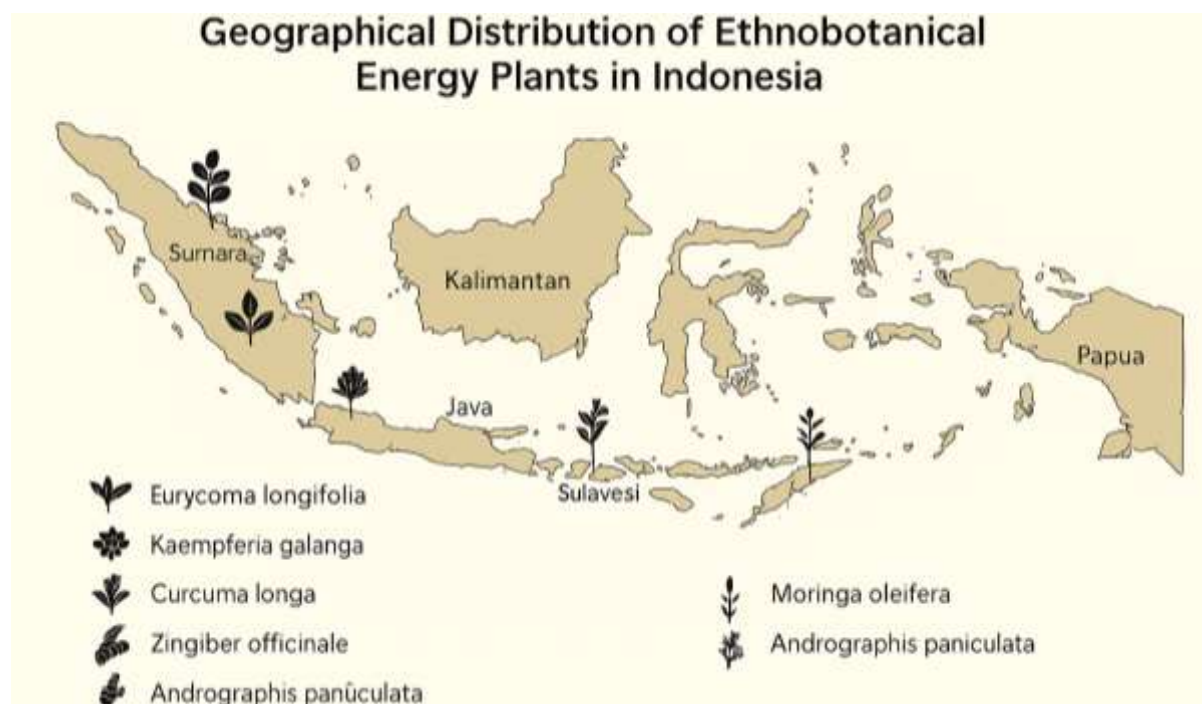 Geographical Distribution of Ethnobotanical
Energy Plants in Indonesia
Surnara
Kalimantan
Papua
Java
Sulavesi
Eurycoma longifolia
Kaempferia galanga
Curcuma longa
Zingiber officinale
Andrographis panûculata
Moringa oleifera
Andrographis paniculata